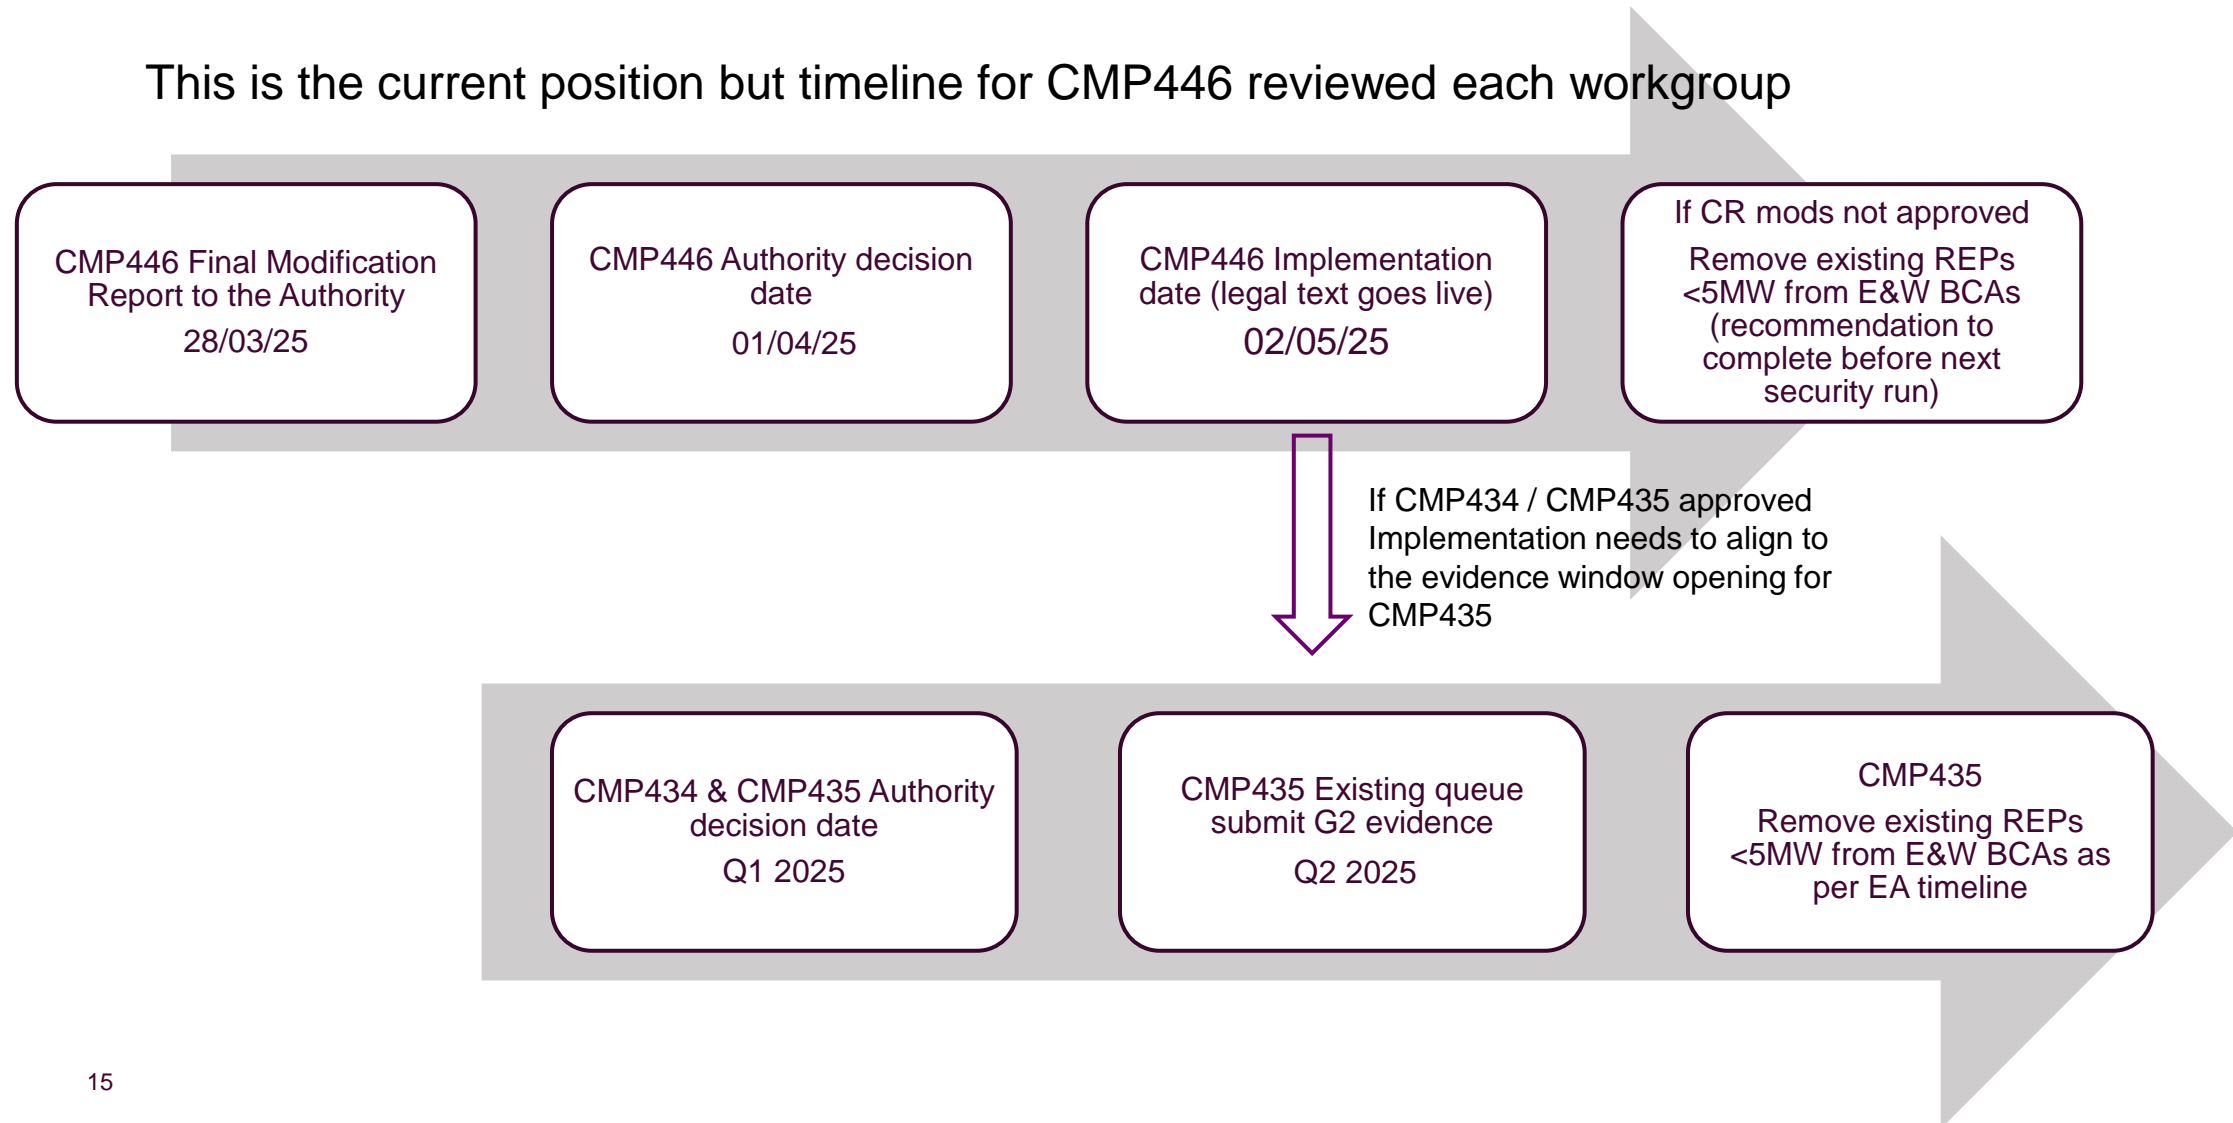 This is the current position but timeline for CMP446 reviewed each workgroup
CMP446 Final Modification
Report to the Authority
28/03/25
CMP446 Authority decision
date
01/04/25
CMP446 Implementation
date (legal text goes live)
02/05/25
If CR mods not approved
Remove existing REPs
<5MW from E&W BCAs
(recommendation to
complete before next
security run)
If CMP434 / CMP435 approved
Implementation needs to align to
the evidence window opening for
CMP435
CMP434 & CMP435 Authority
decision date
Q1 2025
CMP435 Existing queue
submit G2 evidence
Q2 2025
CMP435
Remove existing REPs
<5MW from E&W BCAs as
per EA timeline
15